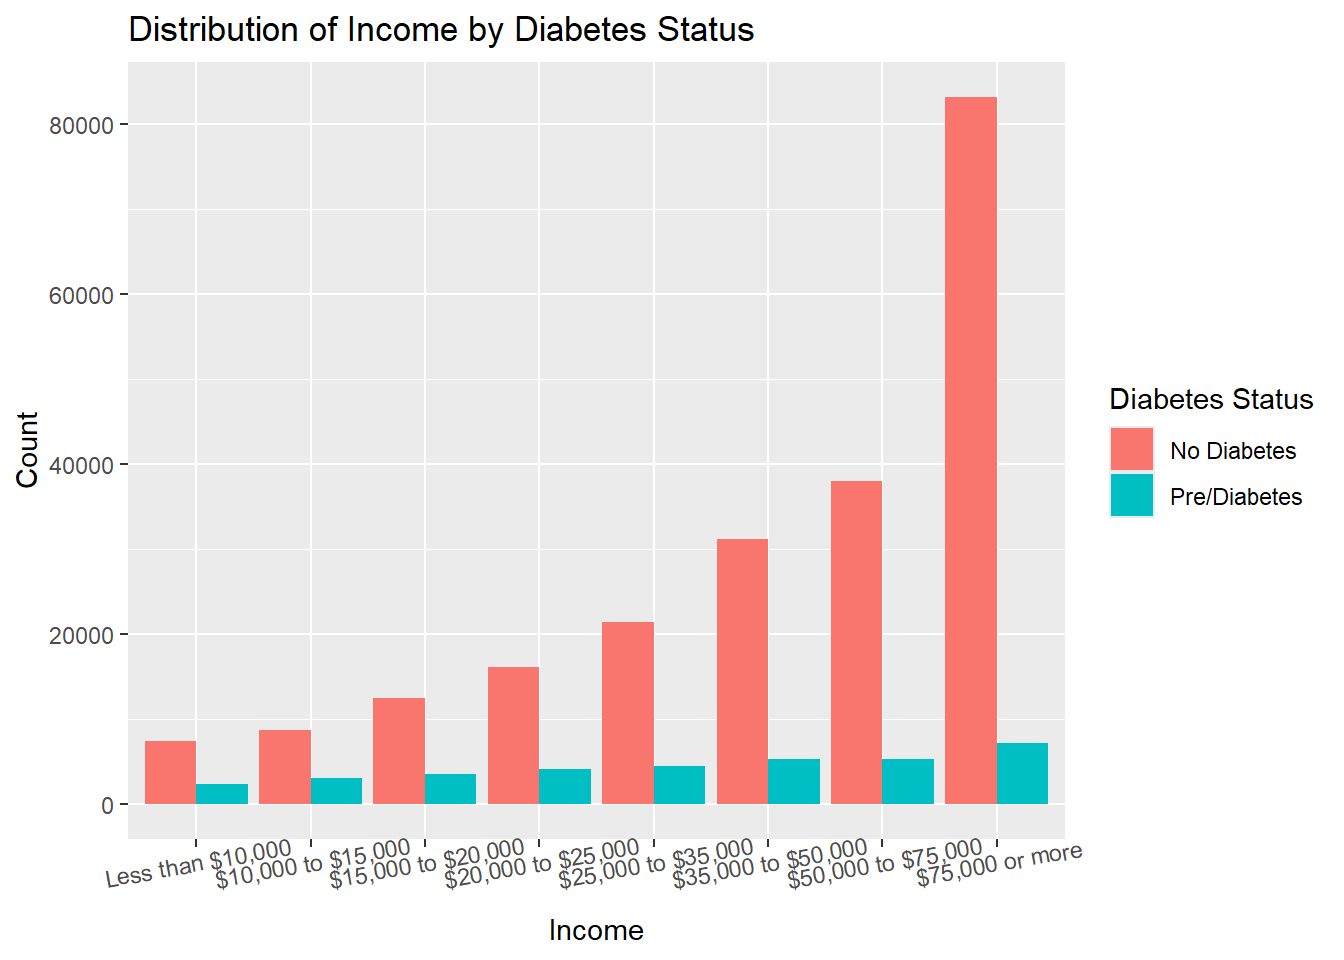 Distribution of Income by Diabetes Status
80000
60000
40000
20000
0
Count
Less than $10,000
$10,000 to $15,000
$15,000 to $20,000
$20,000 to $25,000
$25,000 to $35,000
$35,000 to $50,000
$50,000 to $75,000
$75,000 or more
Income
Diabetes Status
No Diabetes
Pre/Diabetes